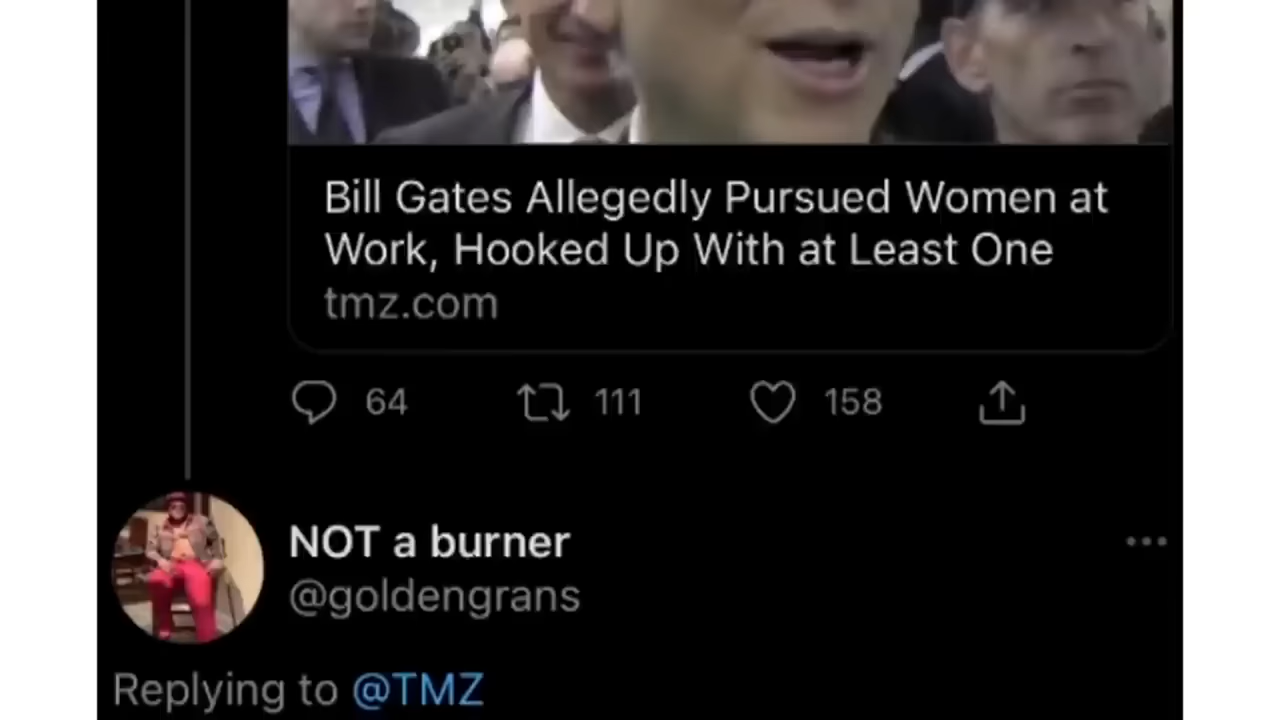 Bill Gates Allegedly Pursued Women at
Work, Hooked Up With at Least One
tmz.com
64 111 158
NOT a burner
@goldengrans
Replying to @TMZ